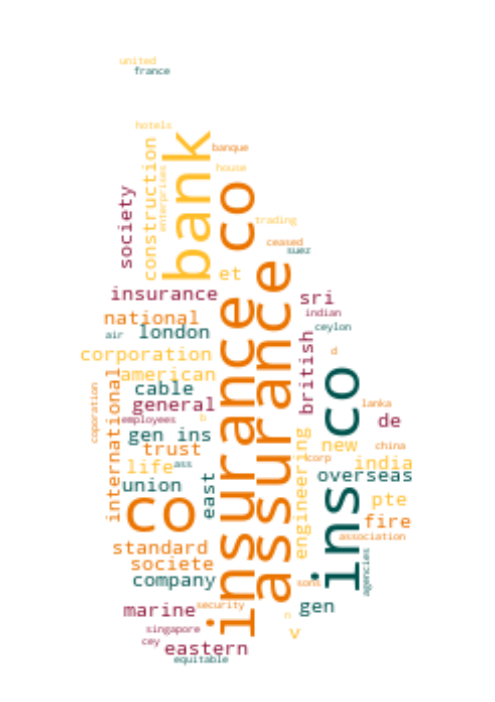 united
france
hotels
banque
bank
construction
enterprises
house
society
insurance co
trading
ceased
suez
assurance
et
insurance
sri
national
indian
air
london
ceylon
corporation
d
american
british
cable
ins co
international
coporation
general
lanka
employees
b
de
gen ins
engineering
new
china
trust
corp
life
ass
india
overseas
union
east
co
pte
fire
standard
association
societe
company
agencies
sons
marine
security
gen
n
singapore
v
cey
eastern
equitable